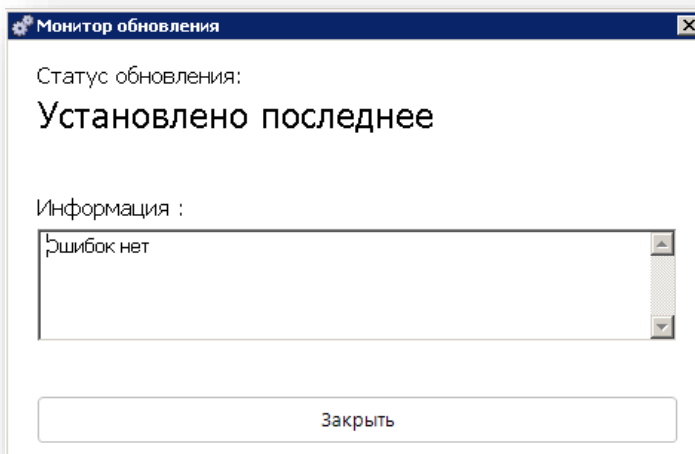 Монитор обновления
Статус обновления:
Установлено последнее
Информация :
Ошибок нет
Закрыть